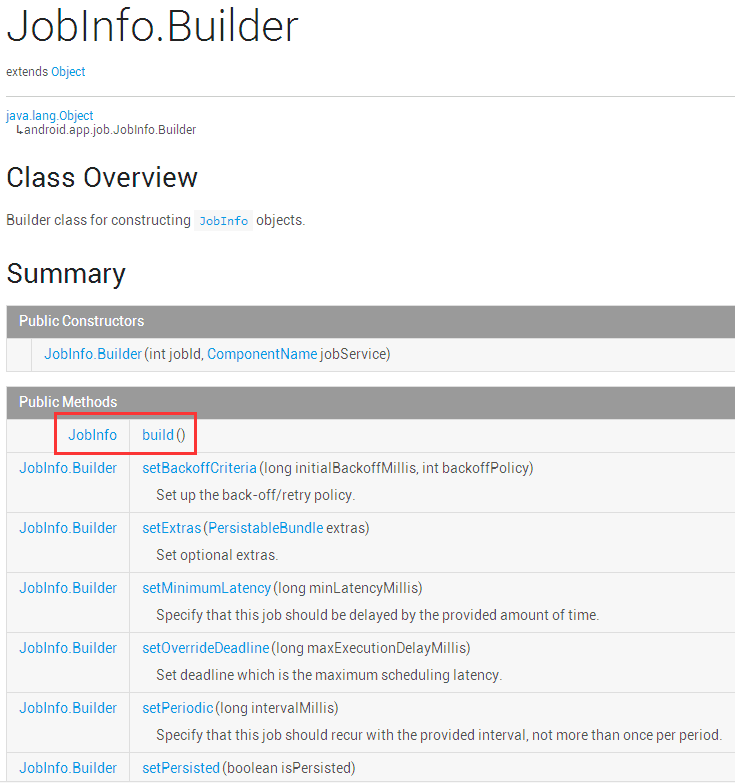 JobInfo.Builder
extends Object
java.lang.Object
↳android.app.job.JobInfo.Builder
Class Overview
Builder class for constructing JobInfo objects.
Summary
Public Constructors
JobInfo.Builder(int jobId, ComponentName jobService)
Public Methods
JobInfo build()
JobInfo.Builder setBackoffCriteria(long initialBackoffMillis, int backoffPolicy)
Set up the back-off/retry policy.
JobInfo.Builder setExtras(PersistableBundle extras)
Set optional extras.
JobInfo.Builder setMinimumLatency(long minLatencyMillis)
Specify that this job should be delayed by the provided amount of time.
JobInfo.Builder setOverrideDeadline(long maxExecutionDelayMillis)
Set deadline which is the maximum scheduling latency.
JobInfo.Builder setPeriodic(long intervalMillis)
Specify that this job should recur with the provided interval, not more than once per period.
JobInfo.Builder setPersisted(boolean isPersisted)